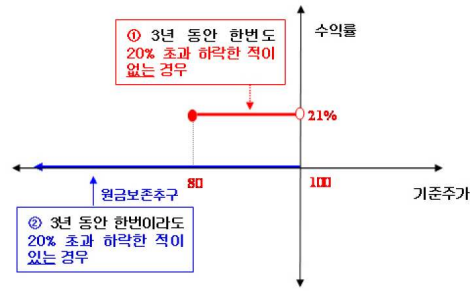 ① 3년 동안 한번도
20% 초과 하락한 적이
없는 경우
수익률
21%
80
100
기준주가
원금보존추구
② 3년 동안 한번이라도
20% 초과 하락한 적이
있는 경우